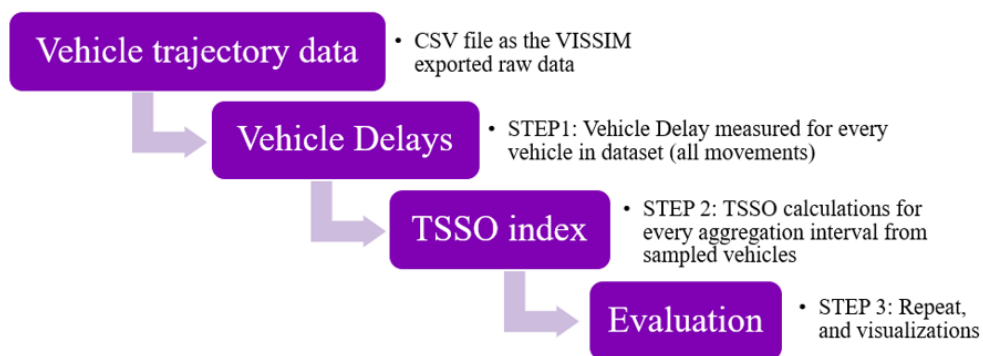 Vehicle trajectory data
• CSV file as the VISSIM
exported raw data
Vehicle Delays
• STEP1: Vehicle Delay measured for every
vehicle in dataset (all movements)
TSSO index
• STEP 2: TSSO calculations for
every aggregation interval from
sampled vehicles
Evaluation
• STEP 3: Repeat,
and visualizations